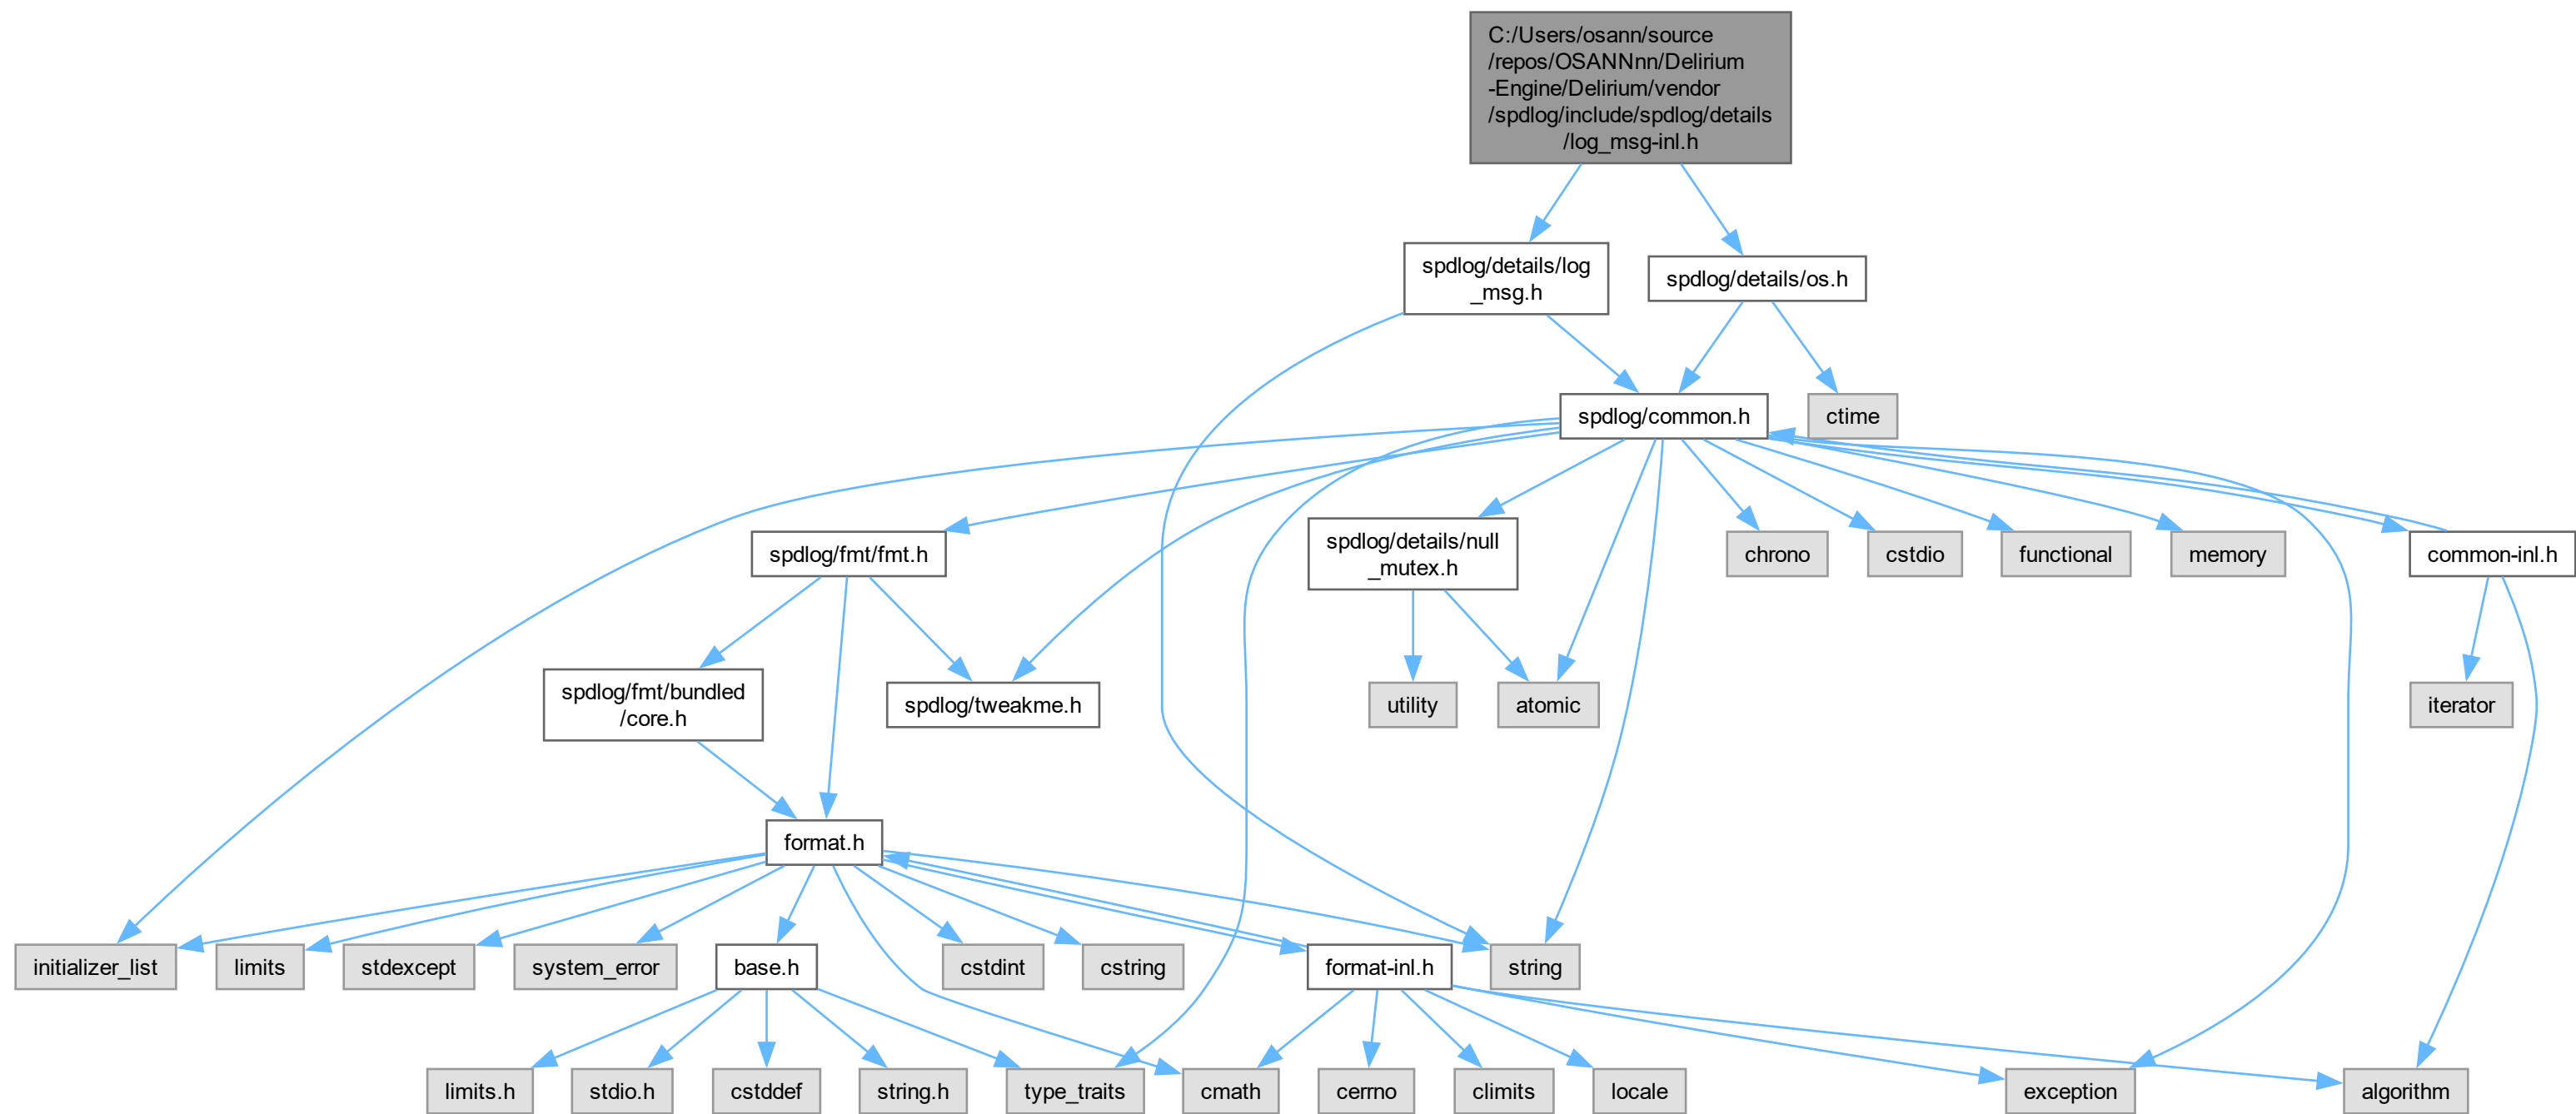 C:/Users/osann/source
/repos/OSANNnn/Delirium
-Engine/Delirium/vendor
/spdlog/include/spdlog/details
/log_msg-inl.h
spdlog/details/log
_msg.h
spdlog/details/os.h
spdlog/common.h
ctime
spdlog/fmt/fmt.h
spdlog/details/null
_mutex.h
chrono
cstdio
functional
memory
common-inl.h
spdlog/fmt/bundled
/core.h
spdlog/tweakme.h
utility
atomic
iterator
format.h
initializer_list
limits
stdexcept
system_error
base.h
cstdint
cstring
format-inl.h
string
limits.h
stdio.h
cstddef
string.h
type_traits
cmath
cerrno
climits
locale
exception
algorithm